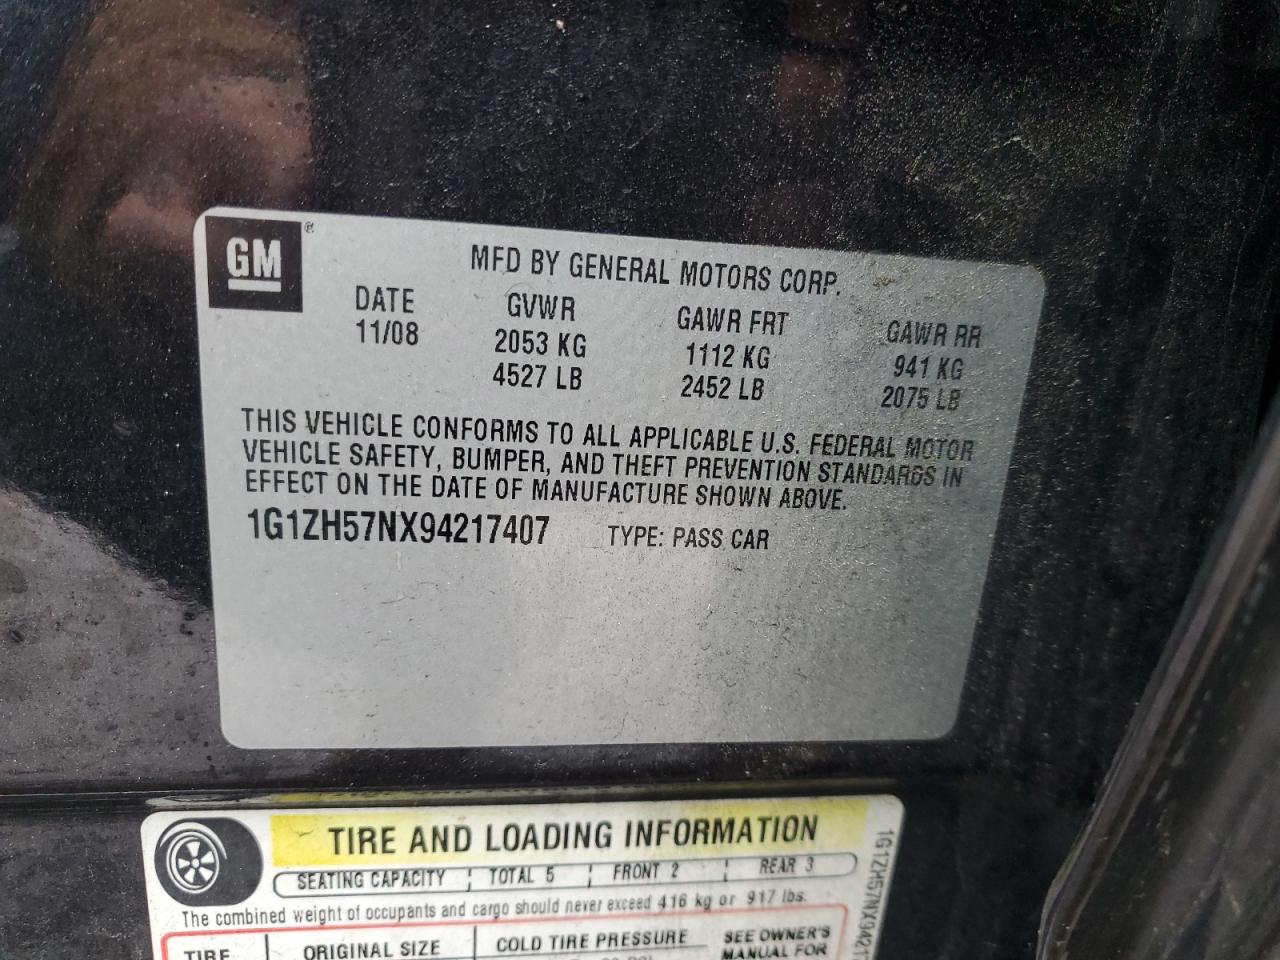 GM®
MFD BY GENERAL MOTORS CORP.
DATE GVWR GAWR FRT GAWR RR
11/08 2053 KG 1112 KG 941 KG
4527 LB 2452 LB 2075 LB
THIS VEHICLE CONFORMS TO ALL APPLICABLE U.S. FEDERAL MOTOR
VEHICLE SAFETY, BUMPER, AND THEFT PREVENTION STANDARDS IN
EFFECT ON THE DATE OF MANUFACTURE SHOWN ABOVE.
1G1ZH57NX94217407 TYPE: PASS CAR
TIRE AND LOADING INFORMATION
SEATING CAPACITY TOTAL 5 FRONT 2 REAR 3
The combined weight of occupants and cargo should never exceed 416 kg or 917 lbs.
TIRE ORIGINAL SIZE COLD TIRE PRESSURE SEE OWNER'S
MANUAL FOR
1G1ZH57NX9421